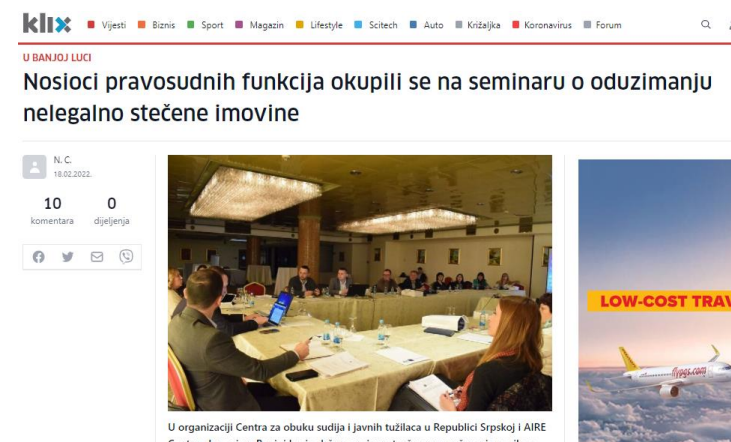 klix
Vijesti Biznis Sport Magazin Lifestyle Scitech Auto Križaljka Koronavirus Forum
U BANJOJ LUCI
Nosioci pravosudnih funkcija okupili se na seminaru o oduzimanju
nelegalno stečene imovine
N. C.
18.02.2022.
10 0
komentara dijeljenja
LOW-COST TRAV
flypgs.com
U organizaciji Centra za obuku sudija i javnih tužilaca u Republici Srpskoj i AIRE